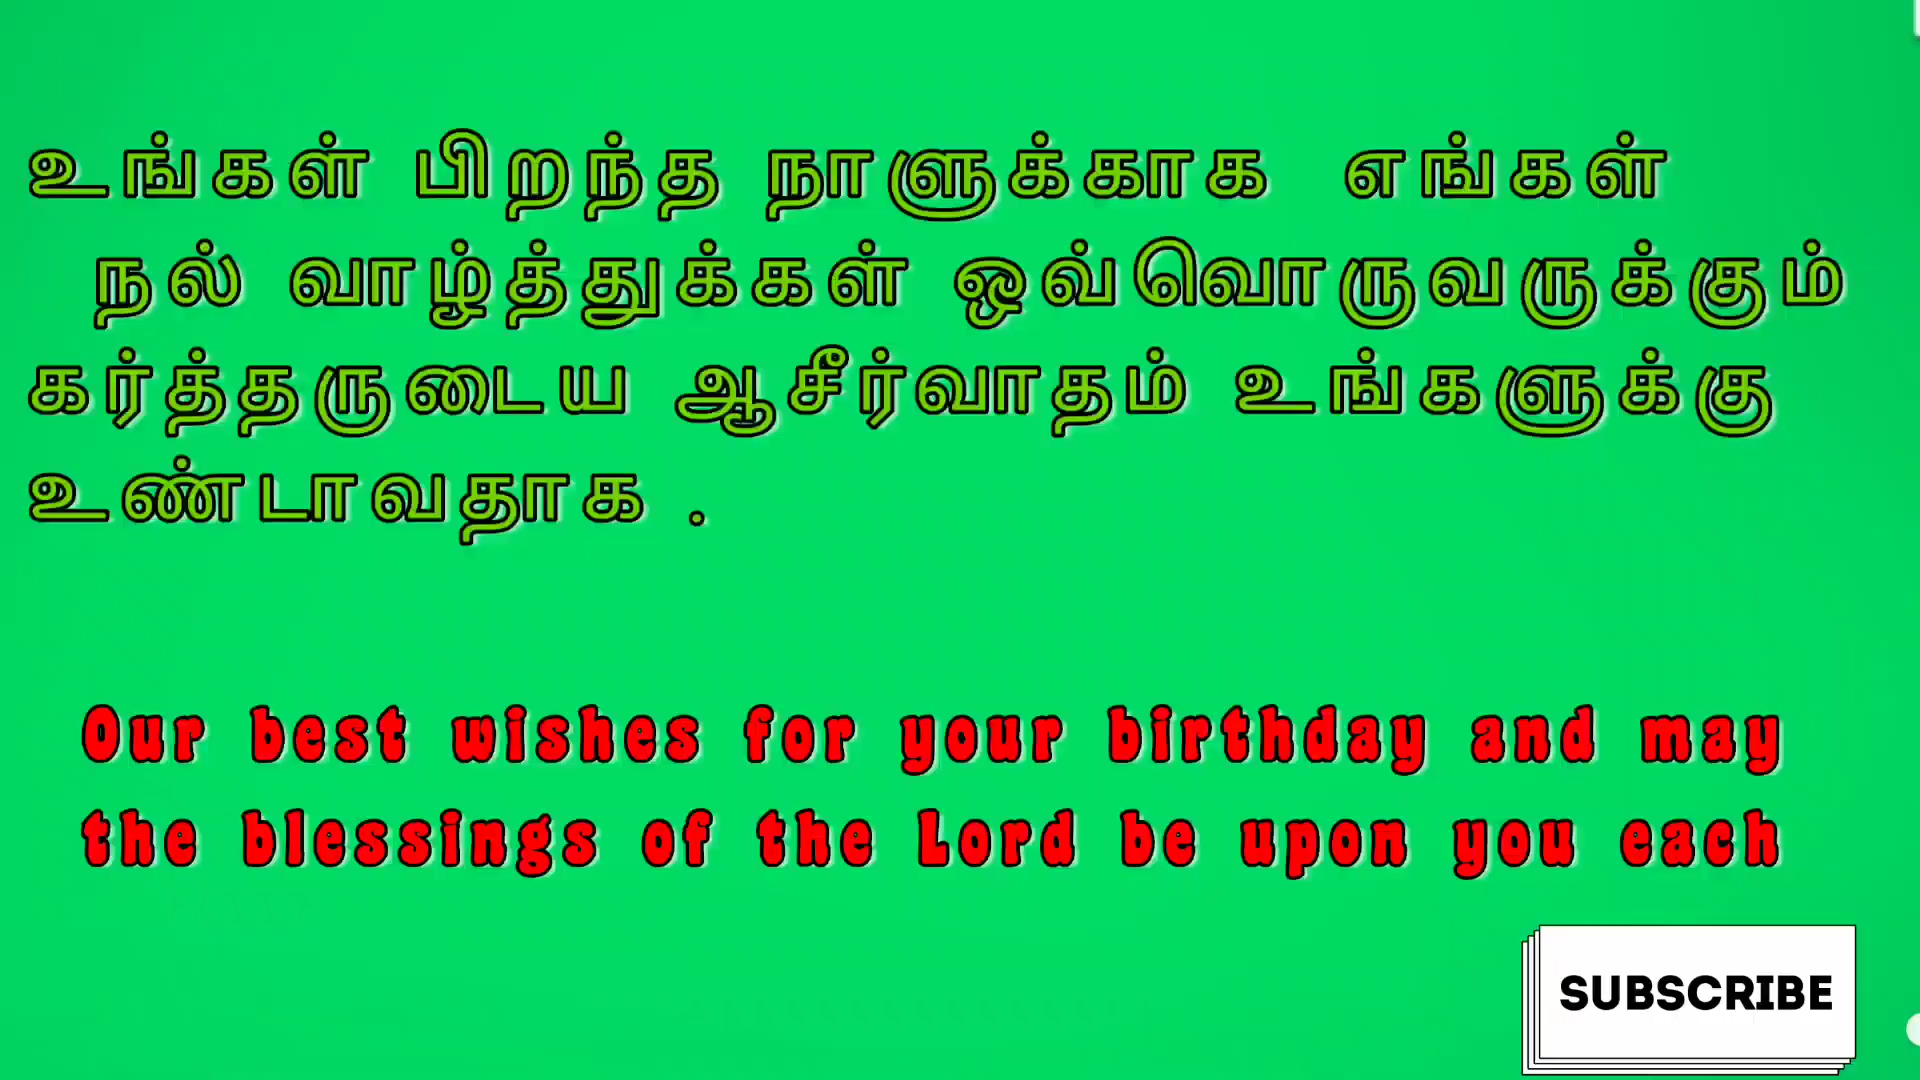 உங்கள் பிறந்த நாளுக்காக எங்கள்
நல் வாழ்த்துக்கள் ஒவ்வொருவருக்கும்
கர்த்தருடைய ஆசீர்வாதம் உங்களுக்கு
உண்டாவதாக .
Our best wishes for your birthday and may
the blessings of the Lord be upon you each
SUBSCRIBE